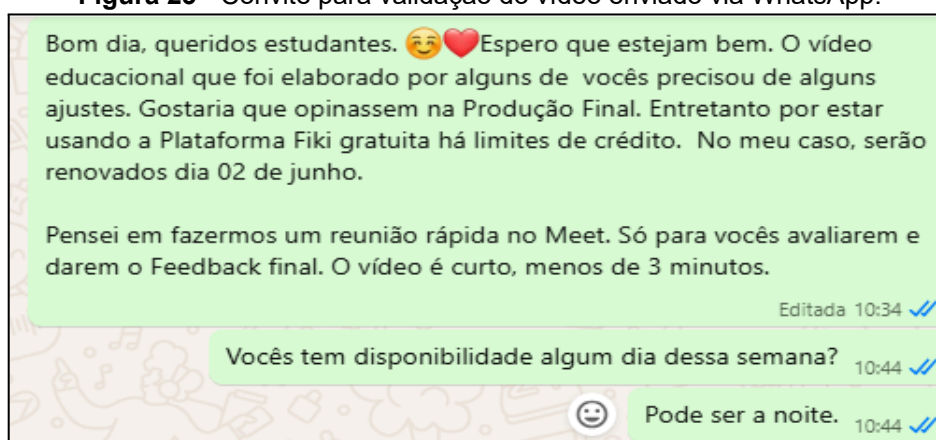 Figura 25 - Convite para validação do vídeo enviado via WhatsApp.
Bom dia, queridos estudantes. ☺️❤️Espero que estejam bem. O vídeo
educacional que foi elaborado por alguns de vocês precisou de alguns
ajustes. Gostaria que opinassem na Produção Final. Entretanto por estar
usando a Plataforma Fiki gratuita há limites de crédito. No meu caso, serão
renovados dia 02 de junho.
Pensei em fazermos um reunião rápida no Meet. Só para vocês avaliarem e
darem o Feedback final. O vídeo é curto, menos de 3 minutos.
Editada 10:34
Vocês tem disponibilidade algum dia dessa semana? 10:44
Pode ser a noite. 10:44